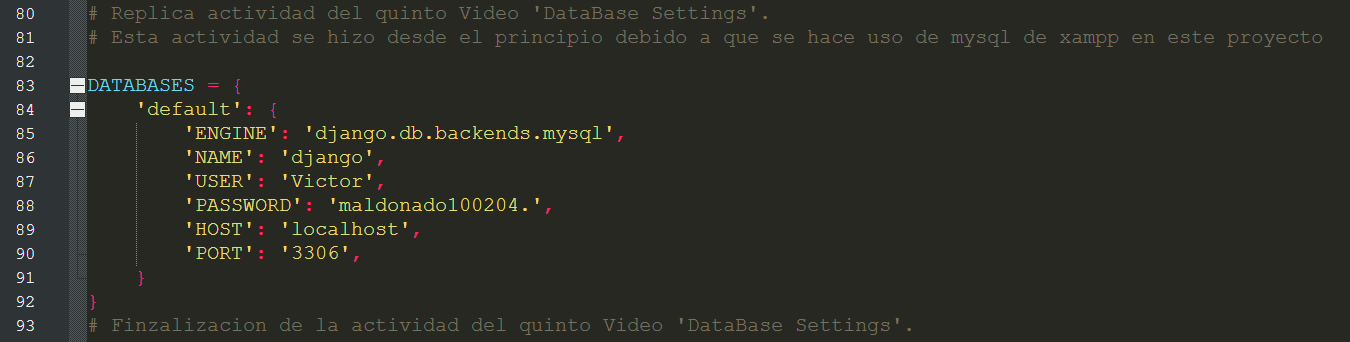 80 # Replica actividad del quinto Video 'DataBase Settings'.
81 # Esta actividad se hizo desde el principio debido a que se hace uso de mysql de xampp en este proyecto
82
83 DATABASES = {
84     'default': {
85         'ENGINE': 'django.db.backends.mysql',
86         'NAME': 'django',
87         'USER': 'Victor',
88         'PASSWORD': 'maldonado100204.',
89         'HOST': 'localhost',
90         'PORT': '3306',
91     }
92 }
93 # Finzalizacion de la actividad del quinto Video 'DataBase Settings'.